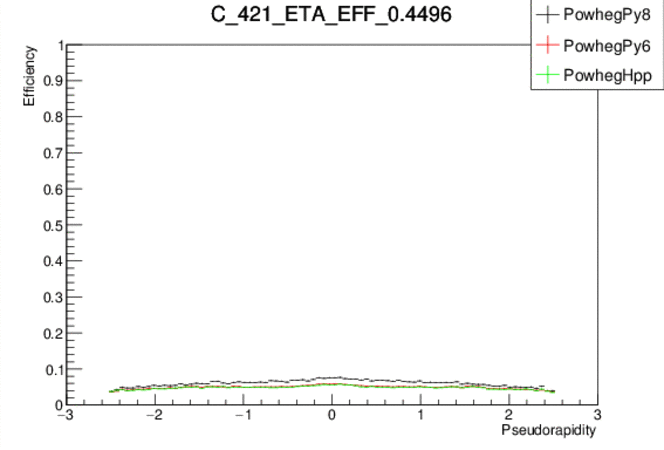 C_421_ETA_EFF_0.4496
PowhegPy8
PowhegPy6
PowhegHpp
Efficiency
1
0.9
0.8
0.7
0.6
0.5
0.4
0.3
0.2
0.1
0
−3 −2 −1 0 1 2 3
Pseudorapidity